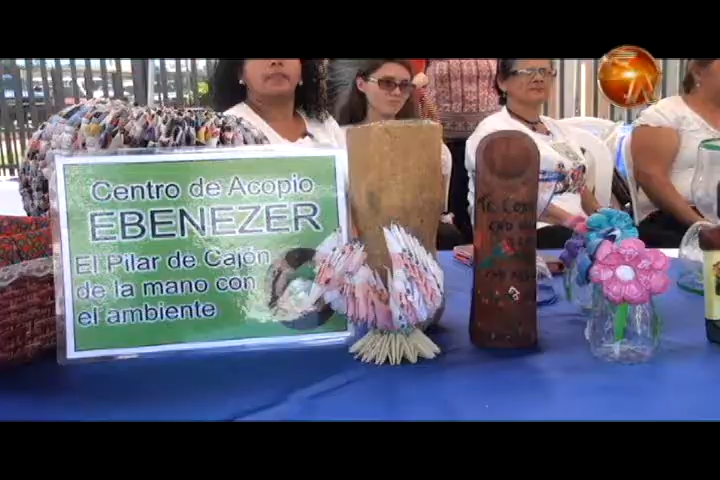 Centro de Acopio
EBENEZER
El Pilar de Cajón
de la mano con
el ambiente